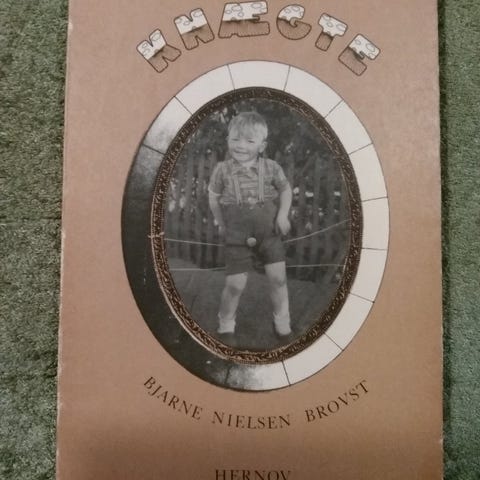 KNÆGTE
BJARNE NIELSEN BROVST
HERNOV